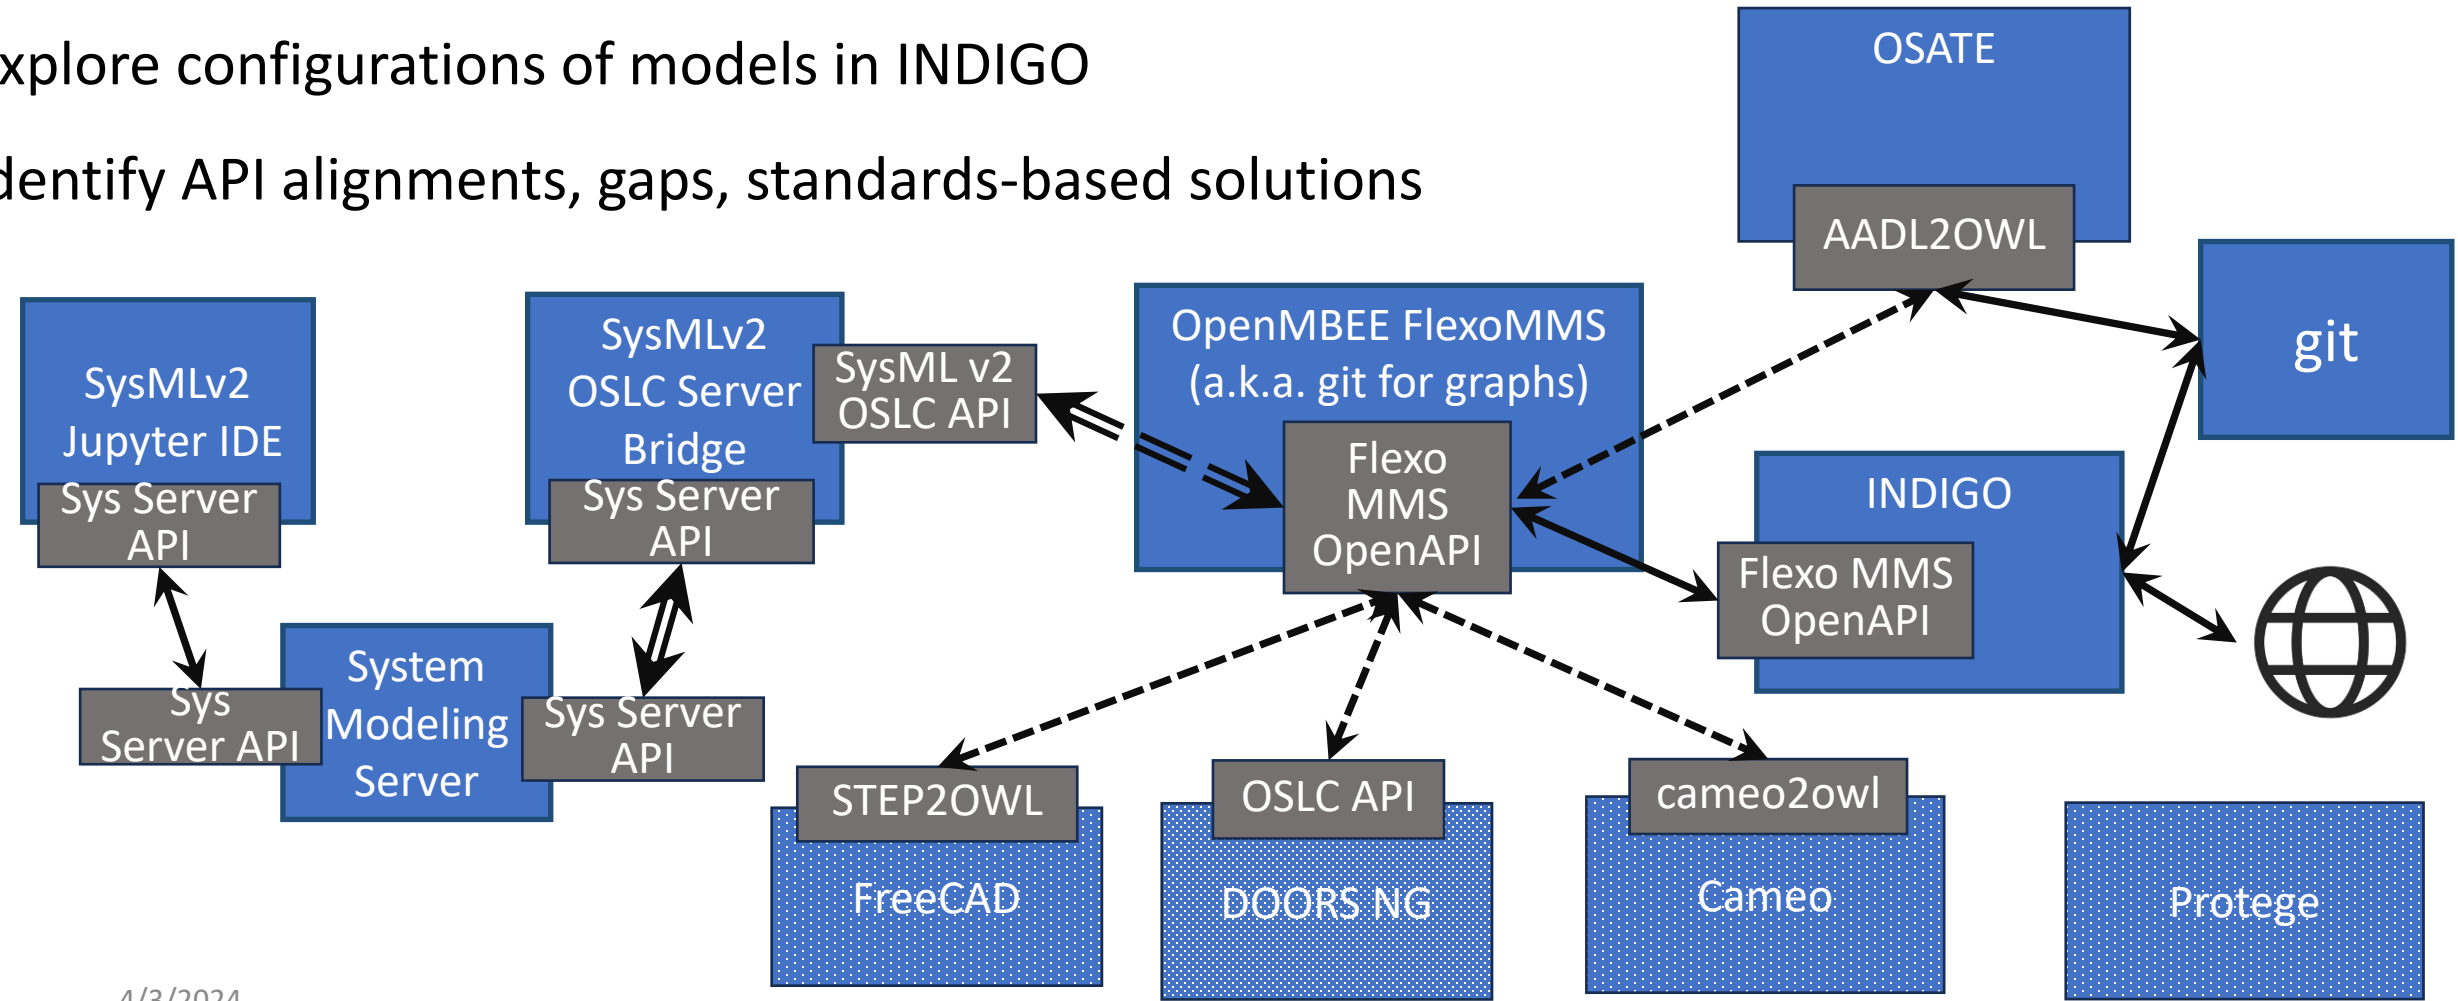 xplore configurations of models in INDIGO
dentify API alignments, gaps, standards-based solutions
OSATE
AADL2OWL
git
SysMLv2
Jupyter IDE
Sys Server
API
SysMLv2
OSLC Server
Bridge
SysML v2
OSLC API
Sys Server
API
OpenMBEE FlexoMMS
(a.k.a. git for graphs)
Flexo
MMS
OpenAPI
INDIGO
Flexo MMS
OpenAPI
Sys
Server API
System
Modeling
Server
Sys Server
API
STEP2OWL
FreeCAD
OSLC API
DOORS NG
cameo2owl
Cameo
Protege
4/3/2024